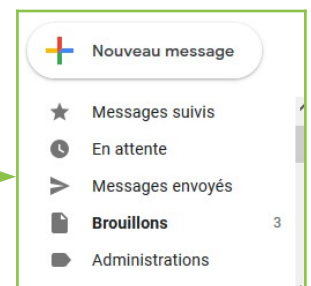 Nouveau message
Messages suivis
En attente
Messages envoyés
Brouillons 3
Administrations